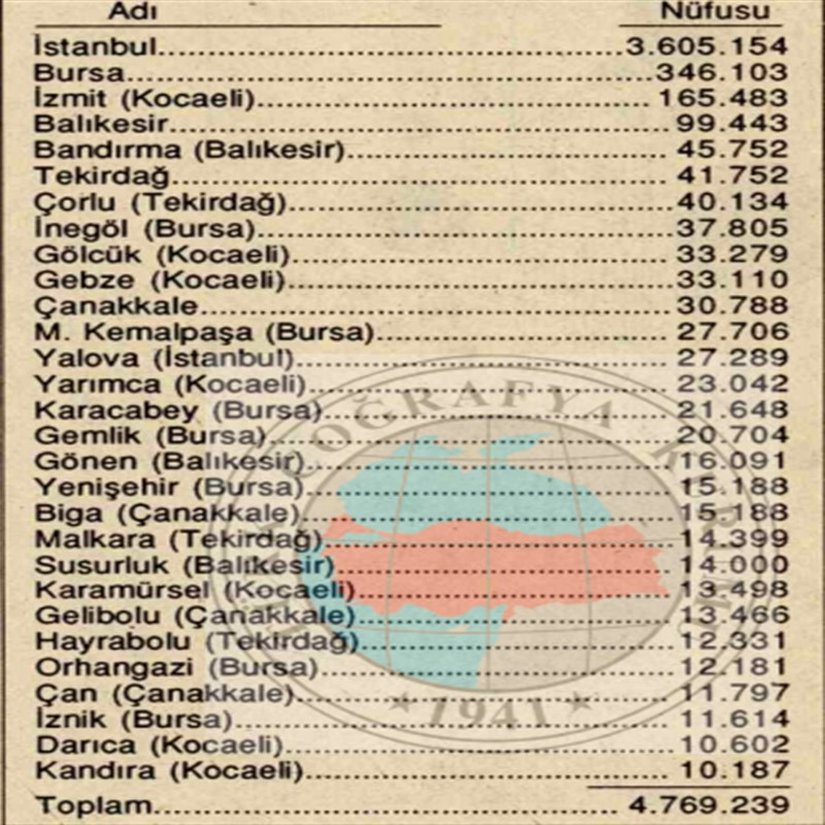 Adı Nüfusu
İstanbul................................................3.605.154
Bursa....................................................346.103
İzmit (Kocaeli)........................................ 165.483
Balıkesir.................................................. 99.443
Bandırma (Balıkesir)................................. 45.752
Tekirdağ.................................................. 41.752
Çorlu (Tekirdağ)....................................... 40.134
İnegöl (Bursa)..........................................37.805
Gölcük (Kocaeli)...................................... 33.279
Gebze (Kocaeli).......................................33.110
Çanakkale............................................... 30.788
M. Kemalpaşa (Bursa).............................. 27.706
Yalova (İstanbul)...................................... 27.289
Yarımca (Kocaeli)..................................... 23.042
Karacabey (Bursa)................................... 21.648
Gemlik (Bursa)........................................ 20.704
Gönen (Balıkesir)..................................... 16.091
Yenişehir (Bursa)..................................... 15.188
Biga (Çanakkale)..................................... 15.188
Malkara (Tekirdağ)................................... 14.399
Susurluk (Balıkesir).................................. 14.000
Karamürsel (Kocaeli)................................ 13.498
Gelibolu (Çanakkale)................................ 13.466
Hayrabolu (Tekirdağ)................................ 12.331
Orhangazi (Bursa).................................... 12.181
Çan (Çanakkale)...................................... 11.797
İznik (Bursa)............................................ 11.614
Darıca (Kocaeli).......................................10.602
Kandıra (Kocaeli)..................................... 10.187
Toplam................................................ 4.769.239
COĞRAFYA
1941